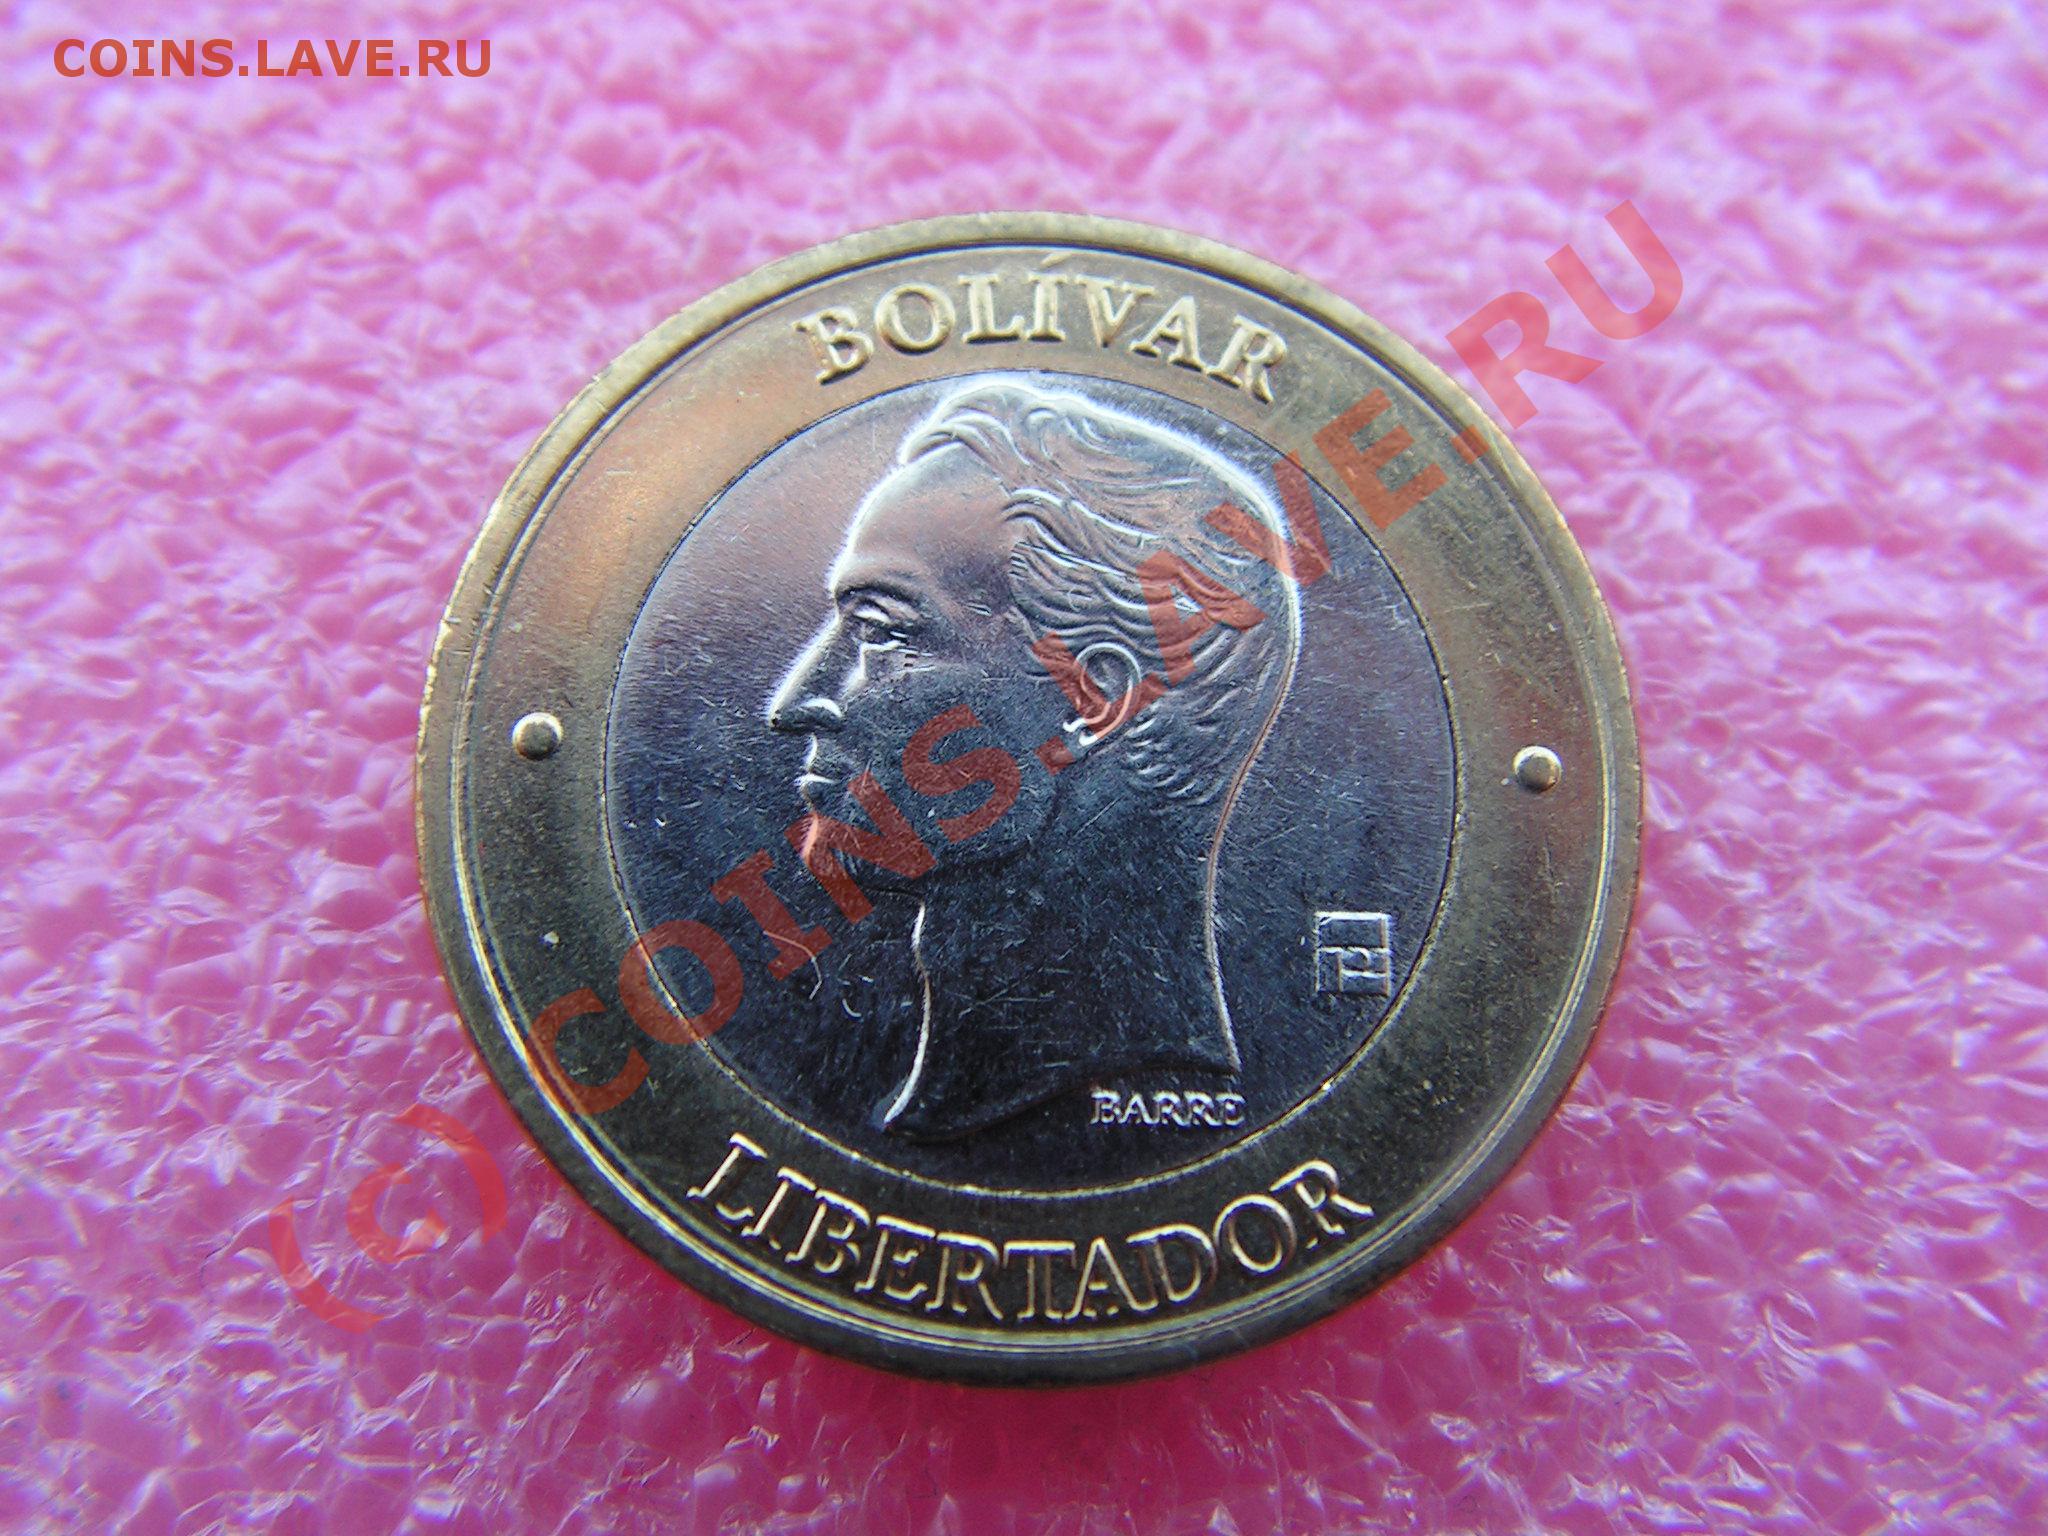 COINS.LAVE.RU
BOLÍVAR
BARRE
LIBERTADOR
(c) COINS.LAVE.RU